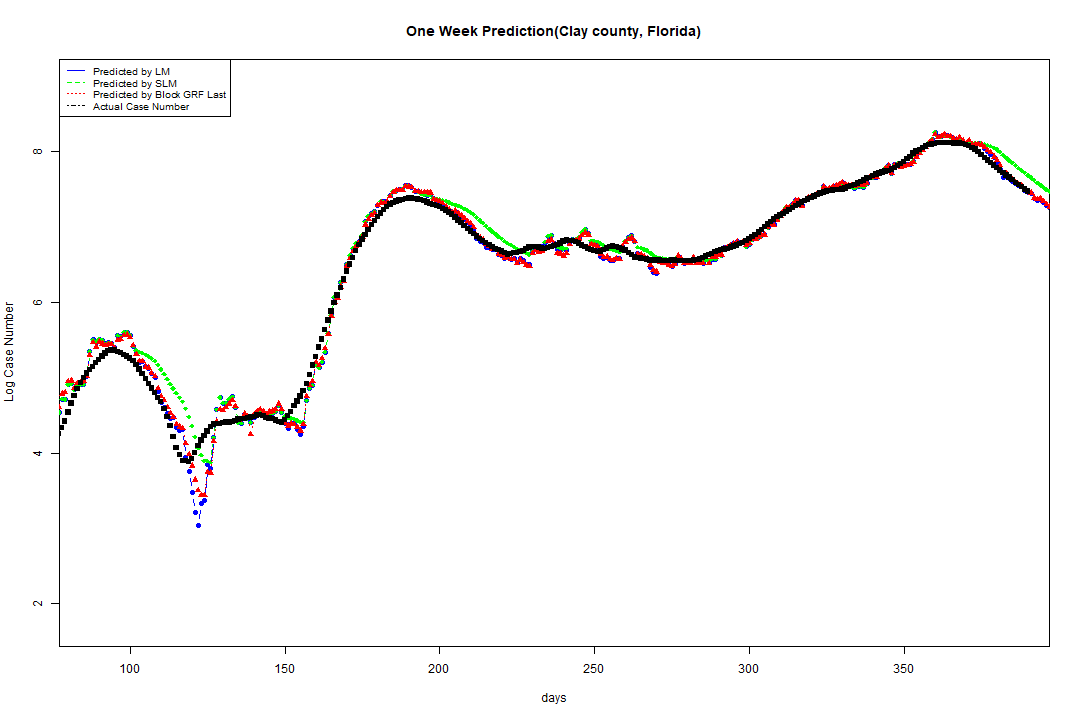 One Week Prediction(Clay county, Florida)
Predicted by LM
Predicted by SLM
Predicted by Block GRF Last
Actual Case Number
8
6
4
2
Log Case Number
100 150 200 250 300 350
days